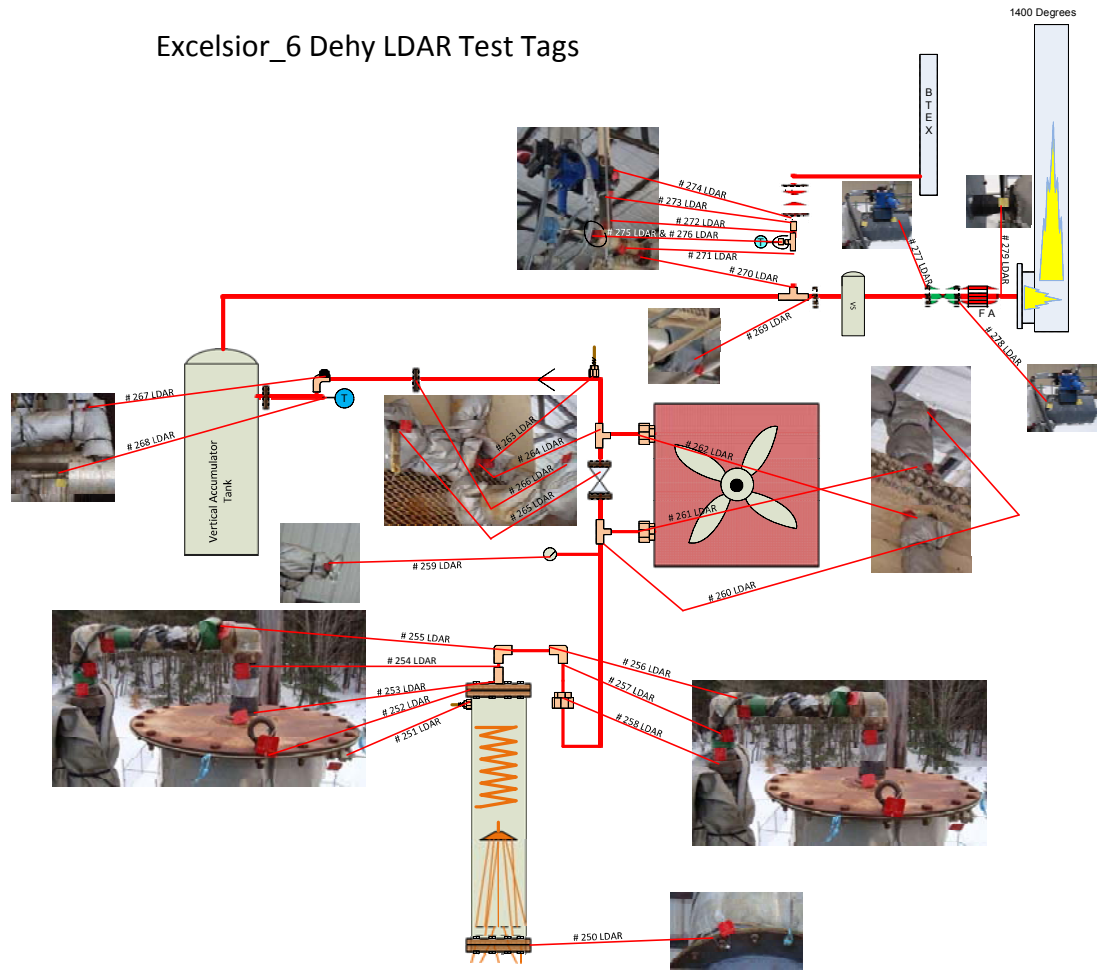 1400 Degrees
Excelsior_6 Dehy LDAR Test Tags
BTEX
# 274 LDAR
# 273 LDAR
# 272 LDAR
# 275 LDAR & # 276 LDAR
T
# 271 LDAR
# 270 LDAR
# 277 LDAR
# 279 LDAR
VS
F A
# 269 LDAR
# 278 LDAR
# 267 LDAR
T
# 268 LDAR
Vertical Accumulator
Tank
# 263 LDAR
# 264 LDAR
# 266 LDAR
# 265 LDAR
# 262 LDAR
# 261 LDAR
# 259 LDAR
# 260 LDAR
# 255 LDAR
# 254 LDAR
# 253 LDAR
# 252 LDAR
# 251 LDAR
# 256 LDAR
# 257 LDAR
# 258 LDAR
# 250 LDAR